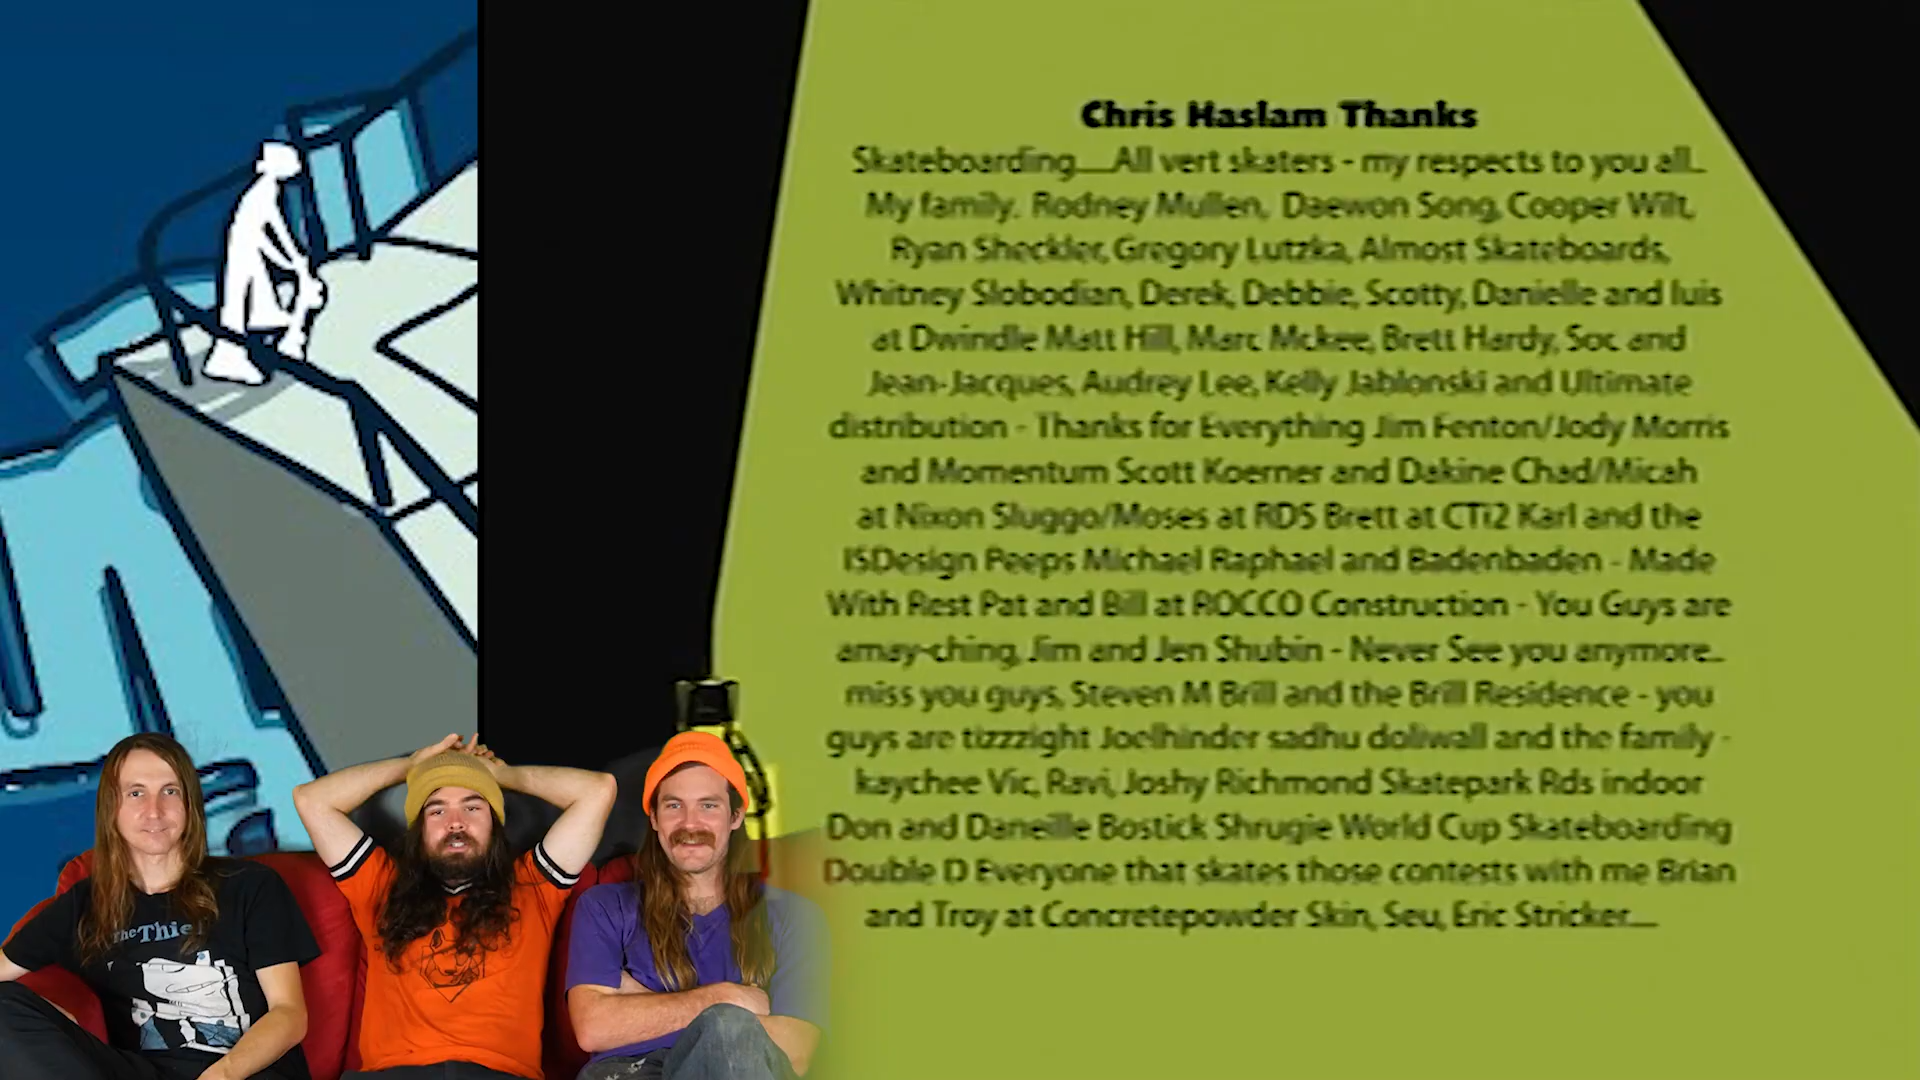 Chris Haslam Thanks
Skateboarding.....All vert skaters - my respects to you all..
My family. Rodney Mullen, Daewon Song, Cooper Wilt,
Ryan Sheckler, Gregory Lutzka, Almost Skateboards,
Whitney Slobodian, Derek, Debbie, Scotty, Danielle and luis
at Dwindle Matt Hill, Marc Mckee, Brett Hardy, Soc and
Jean-Jacques, Audrey Lee, Kelly Jablonski and Ultimate
distribution - Thanks for Everything Jim Fenton/Jody Morris
and Momentum Scott Koerner and Dakine Chad/Micah
at Nixon Sluggo/Moses at RDS Brett at CTi2 Karl and the
ISDesign Peeps Michael Raphael and Badenbaden - Made
With Rest Pat and Bill at ROCCO Construction - You Guys are
amay-ching, Jim and Jen Shubin - Never See you anymore..
miss you guys, Steven M Brill and the Brill Residence - you
guys are tizzzight Joelhinder sadhu doliwall and the family -
kaychee Vic, Ravi, Joshy Richmond Skatepark Rds indoor
Don and Daneille Bostick Shrugie World Cup Skateboarding
Double D Everyone that skates those contests with me Brian
and Troy at Concretepowder Skin, Seu, Eric Stricker.....
The Thie